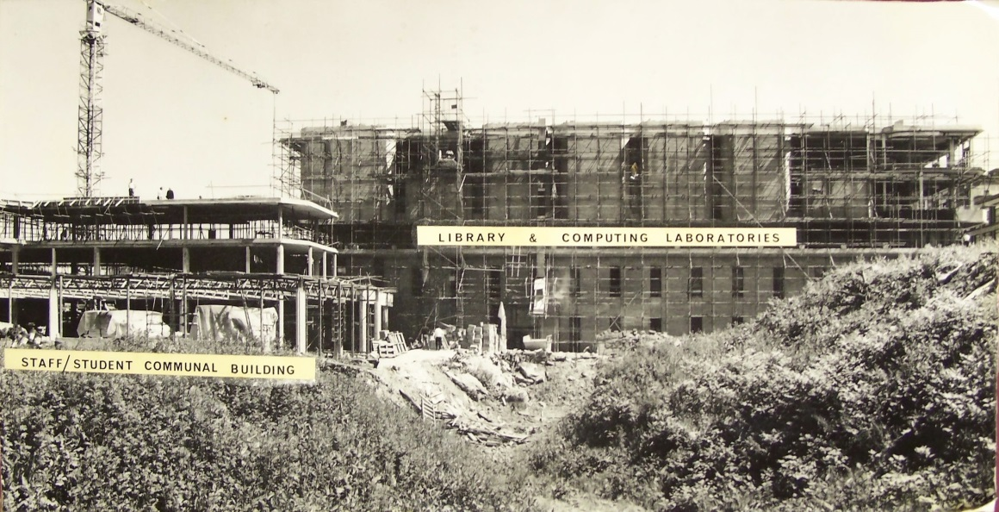 LIBRARY & COMPUTING LABORATORIES
STAFF/STUDENT COMMUNAL BUILDING